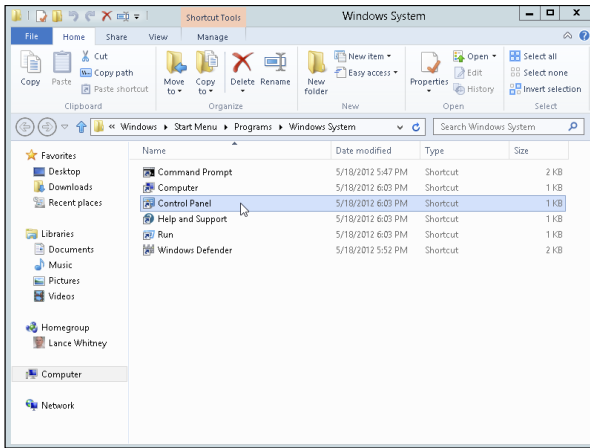 Shortcut Tools
Windows System
File Home Share View Manage
Copy
Paste
Cut
Copy path
Paste shortcut
Clipboard
Move to
Copy to
Delete
Rename
Organize
New folder
New item
Easy access
New
Properties
Open
Edit
History
Open
Select all
Select none
Invert selection
Select
« Windows Start Menu Programs Windows System
Search Windows System
Name Date modified Type Size
Command Prompt 5/18/2012 5:47 PM Shortcut 2 KB
Computer 5/18/2012 6:03 PM Shortcut 1 KB
Control Panel 5/18/2012 6:03 PM Shortcut 1 KB
Help and Support 5/18/2012 6:03 PM Shortcut 1 KB
Run 5/18/2012 6:03 PM Shortcut 1 KB
Windows Defender 5/18/2012 5:52 PM Shortcut 2 KB
Favorites
Desktop
Downloads
Recent places
Libraries
Documents
Music
Pictures
Videos
Homegroup
Lance Whitney
Computer
Network